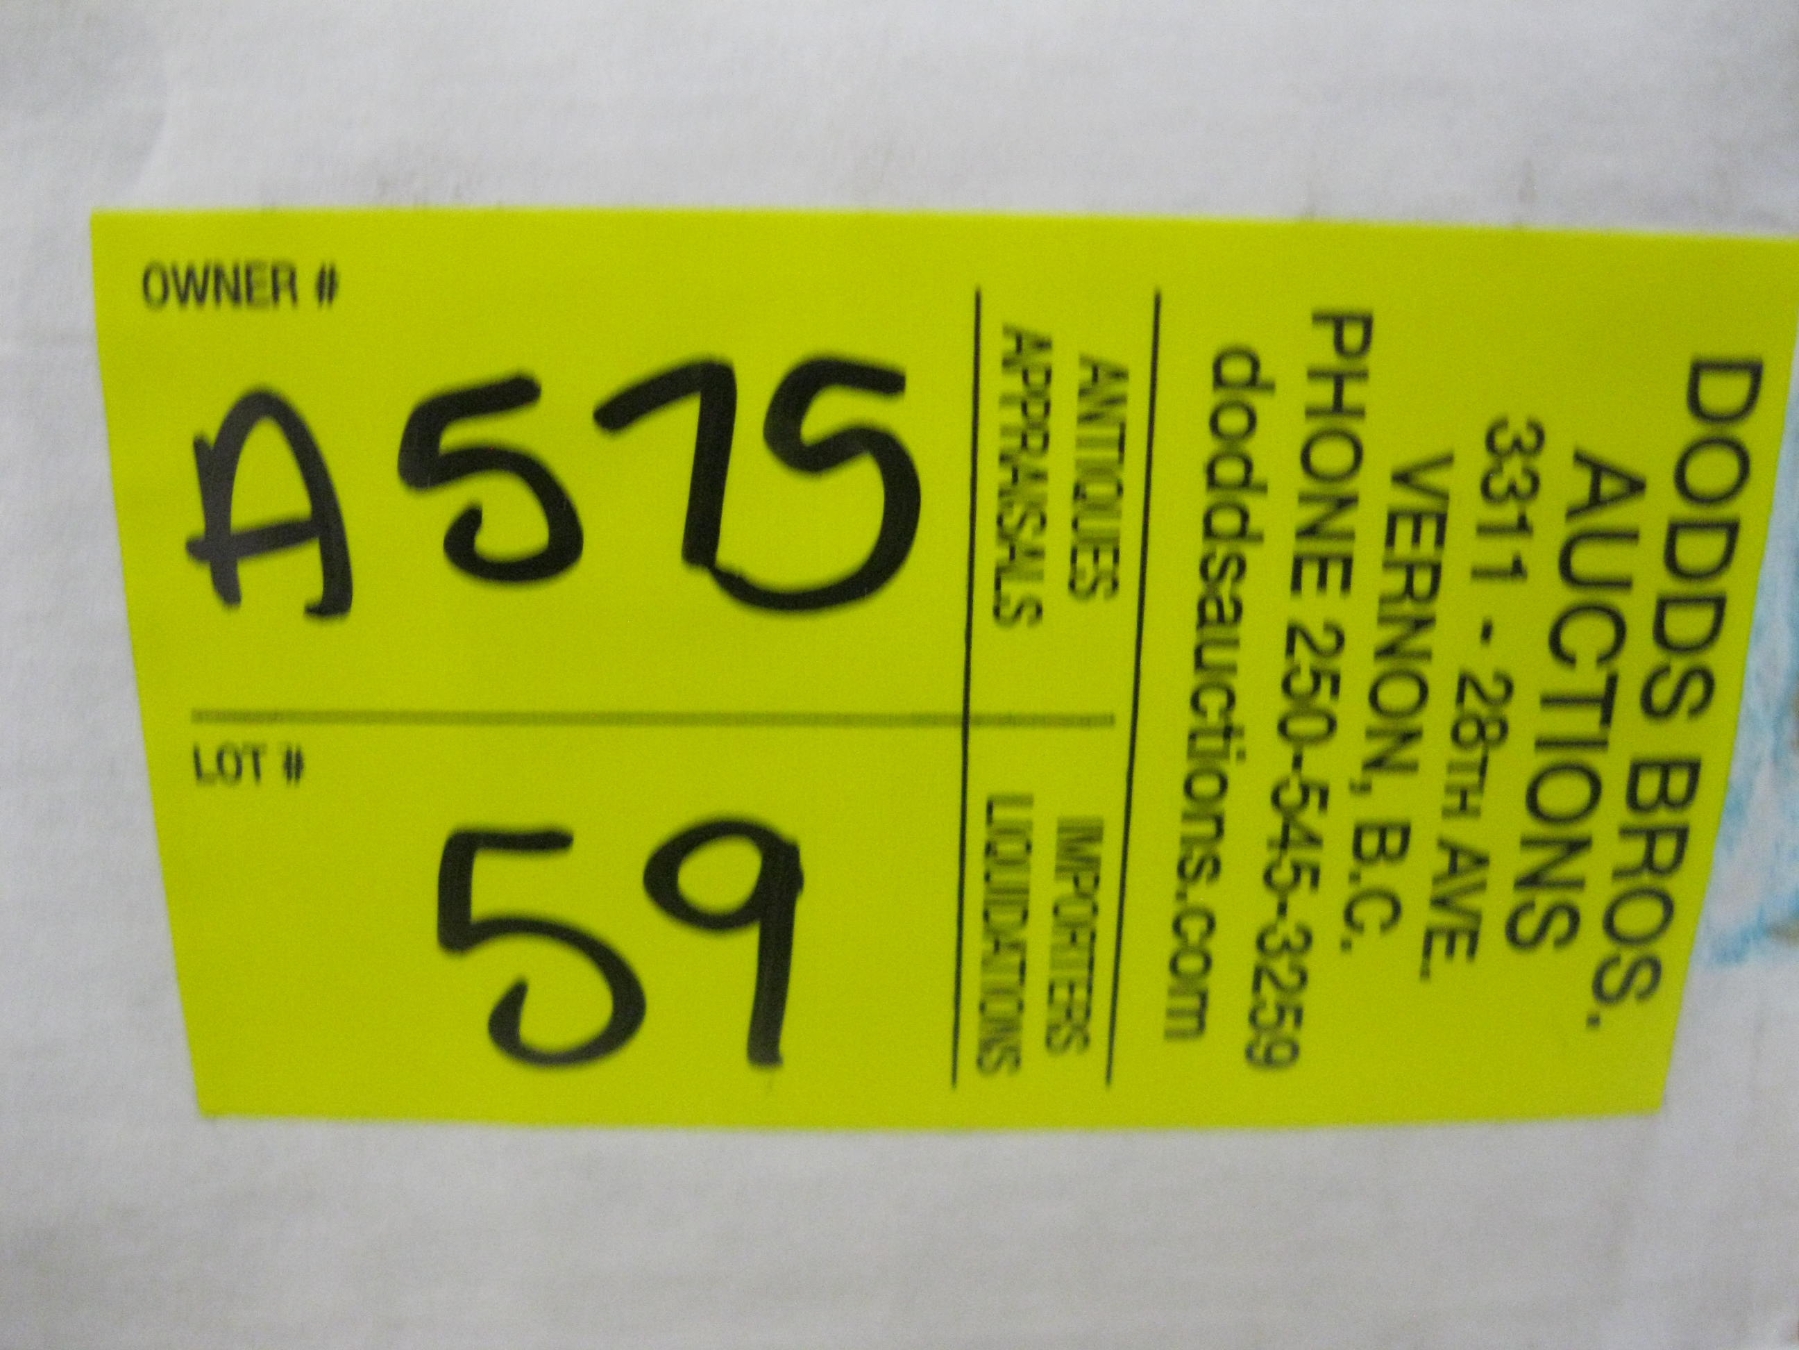 OWNER #
A575
LOT #
59
ANTIQUES
APPRAISALS
IMPORTERS
LIQUIDATIONS
DODDS BROS.
AUCTIONS
3311 - 28TH AVE.
VERNON, B.C.
PHONE 250-545-3259
doddsauctions.com